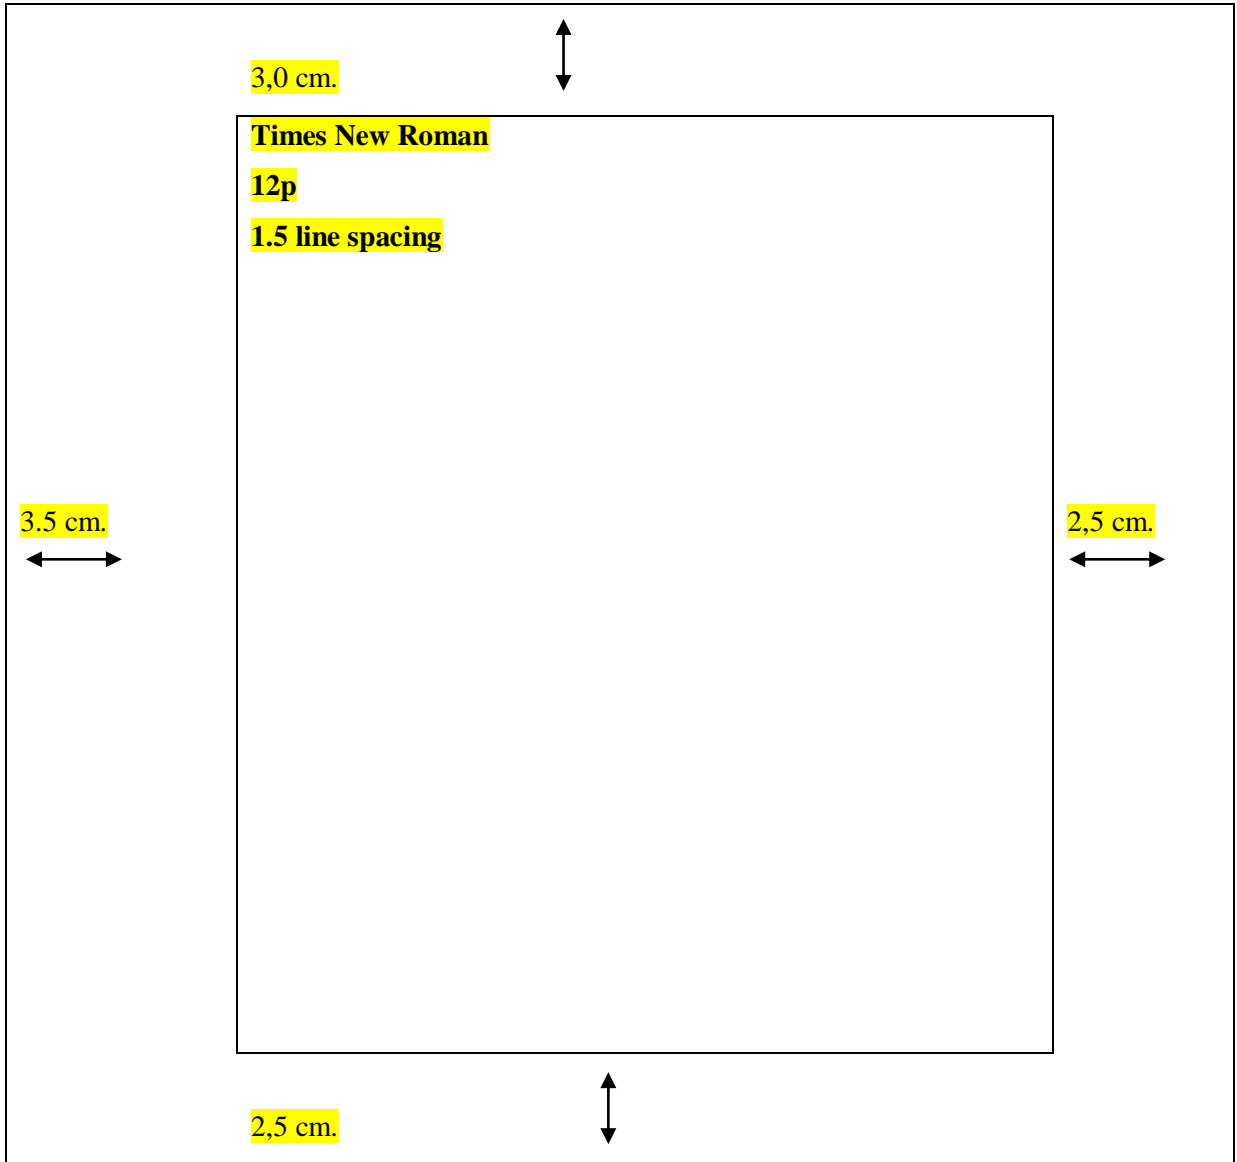 3,0 cm.
Times New Roman
12p
1.5 line spacing
3.5 cm.
2,5 cm.
2,5 cm.